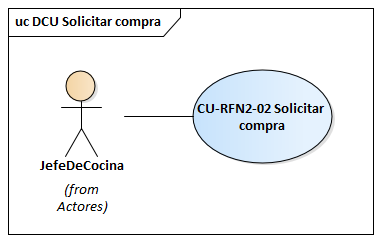 uc DCU Solicitar compra
CU-RFN2-02 Solicitar
compra
JefeDeCocina
(from
Actores)